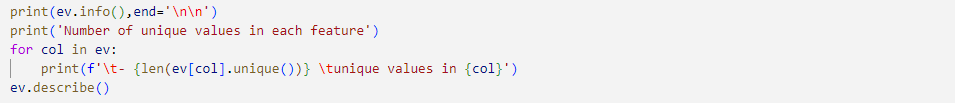 print(ev.info(),end='\n\n')
print('Number of unique values in each feature')
for col in ev:
    print(f'\t- {len(ev[col].unique())} \tunique values in {col}')
ev.describe()